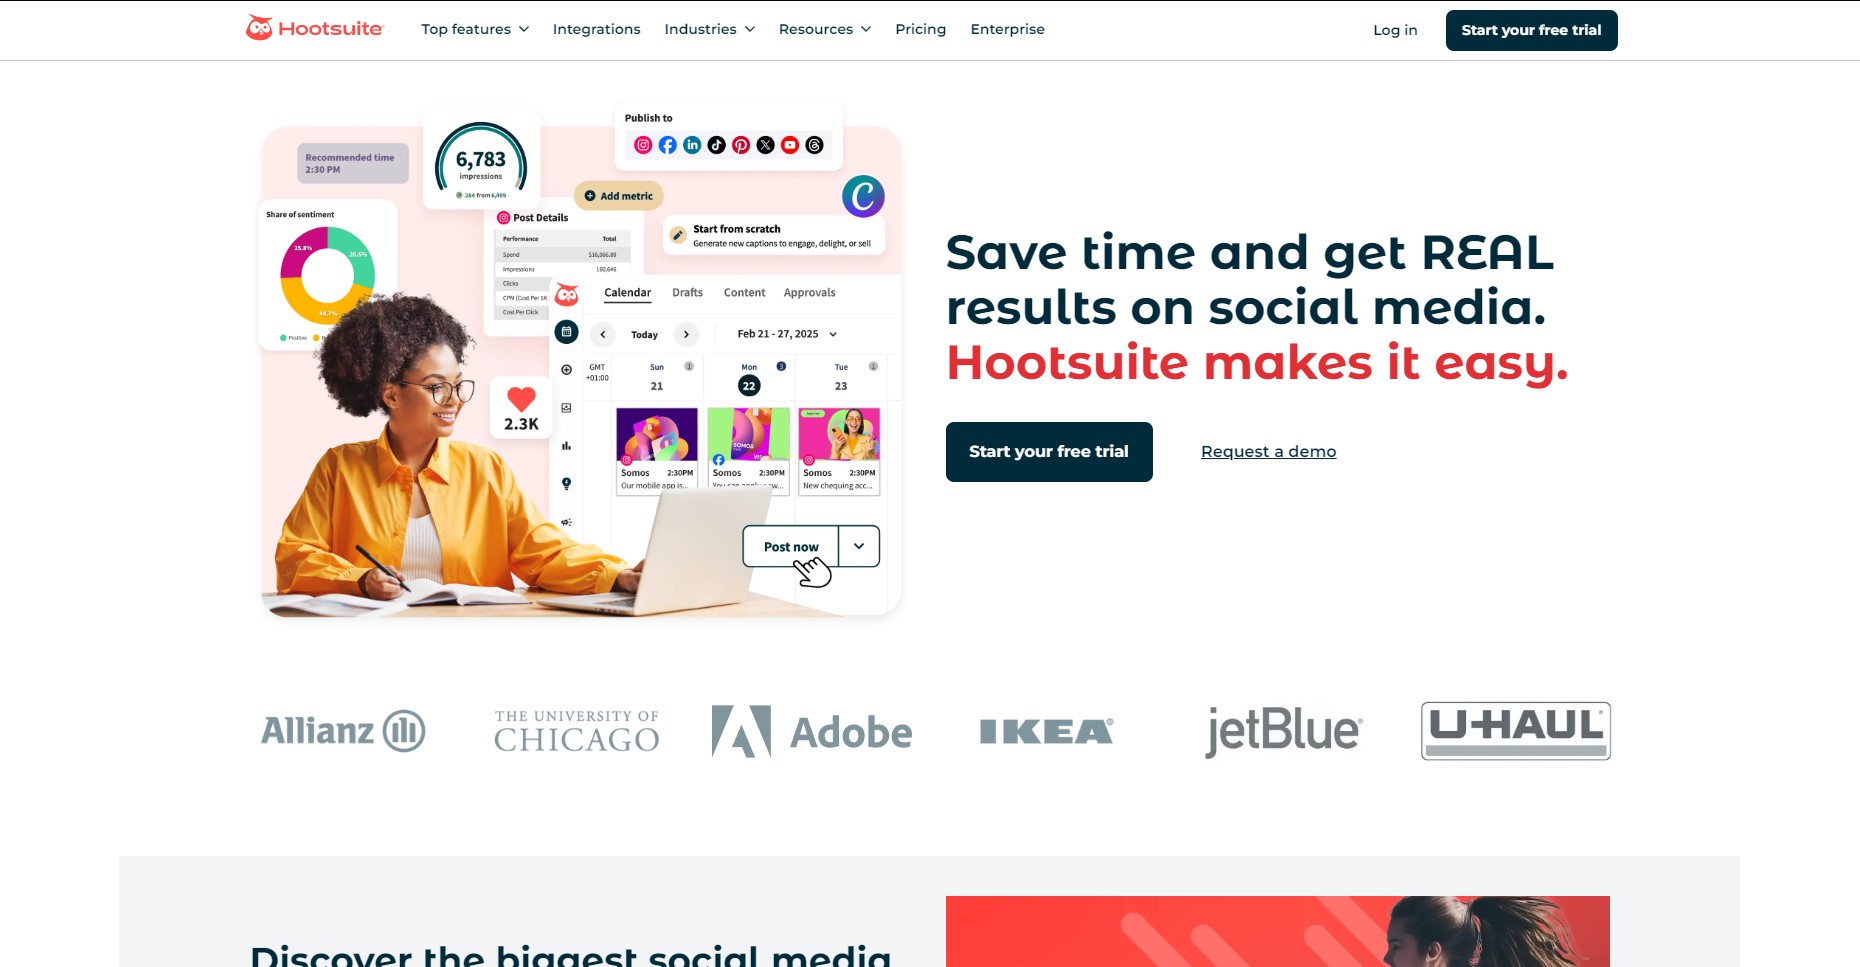 Hootsuite
Top features
Integrations
Industries
Resources
Pricing
Enterprise
Log in
Start your free trial
Recommended time
2:30 PM
6,783
impressions
284 from 6,499
Publish to
Add metric
Share of sentiment
25.8%
29.5%
44.7%
Positive
Post Details
Performance Total
Spend $16,066.80
Impressions 160,646
Clicks
CPN (Cost Per 1K
Cost Per Click
Start from scratch
Generate new captions to engage, delight, or sell
Calendar Drafts Content Approvals
Today
Feb 21 - 27, 2025
GMT
+01:00
Sun 1
21
Mon 3
22
Tue 1
23
SOMOS
Somos 2:30PM
Our mobile app is...
Somos 2:30PM
You can apply now...
Somos 2:30PM
New chequing acc...
2.3K
Post now
Save time and get REAL
results on social media.
Hootsuite makes it easy.
Start your free trial
Request a demo
Allianz
THE UNIVERSITY OF
CHICAGO
Adobe
IKEA®
jetBlue®
U-HAUL®
Discover the biggest social media